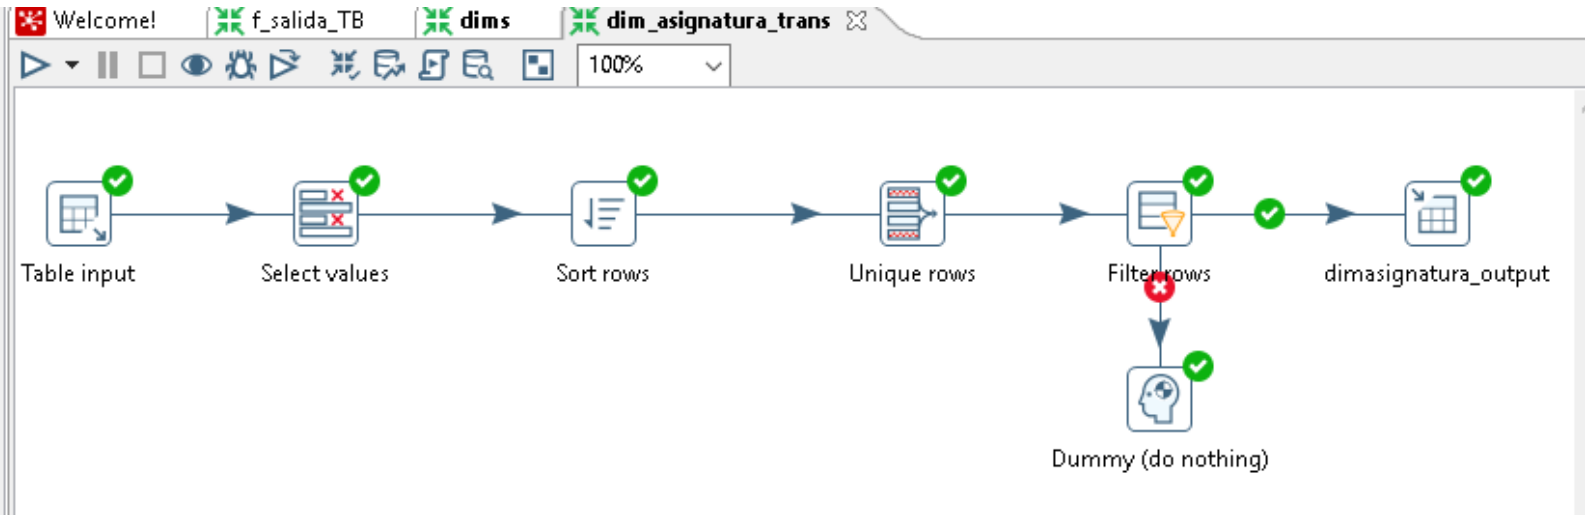 Welcome! f_salida_TB dims dim_asignatura_trans
100%
Table input Select values Sort rows Unique rows Filter rows dimasignatura_output
Dummy (do nothing)